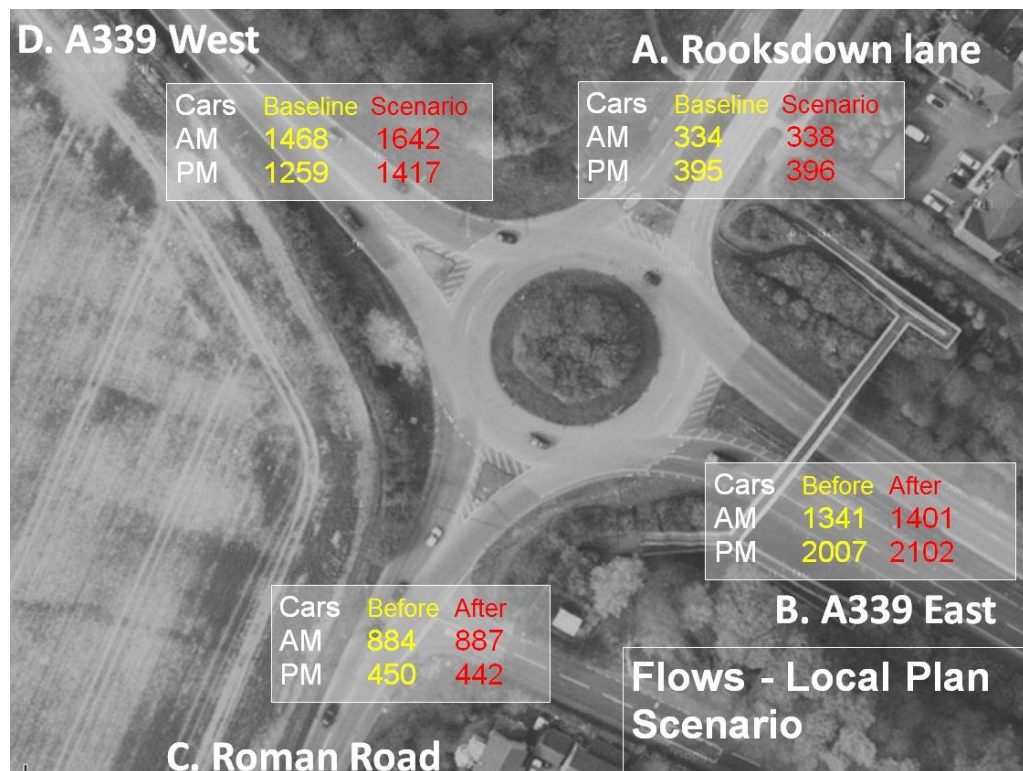 D. A339 West
A. Rooksdown lane
Cars Baseline Scenario
AM 1468 1642
PM 1259 1417
Cars Baseline Scenario
AM 334 338
PM 395 396
Cars Before After
AM 1341 1401
PM 2007 2102
B. A339 East
Cars Before After
AM 884 887
PM 450 442
C. Roman Road
Flows - Local Plan
Scenario